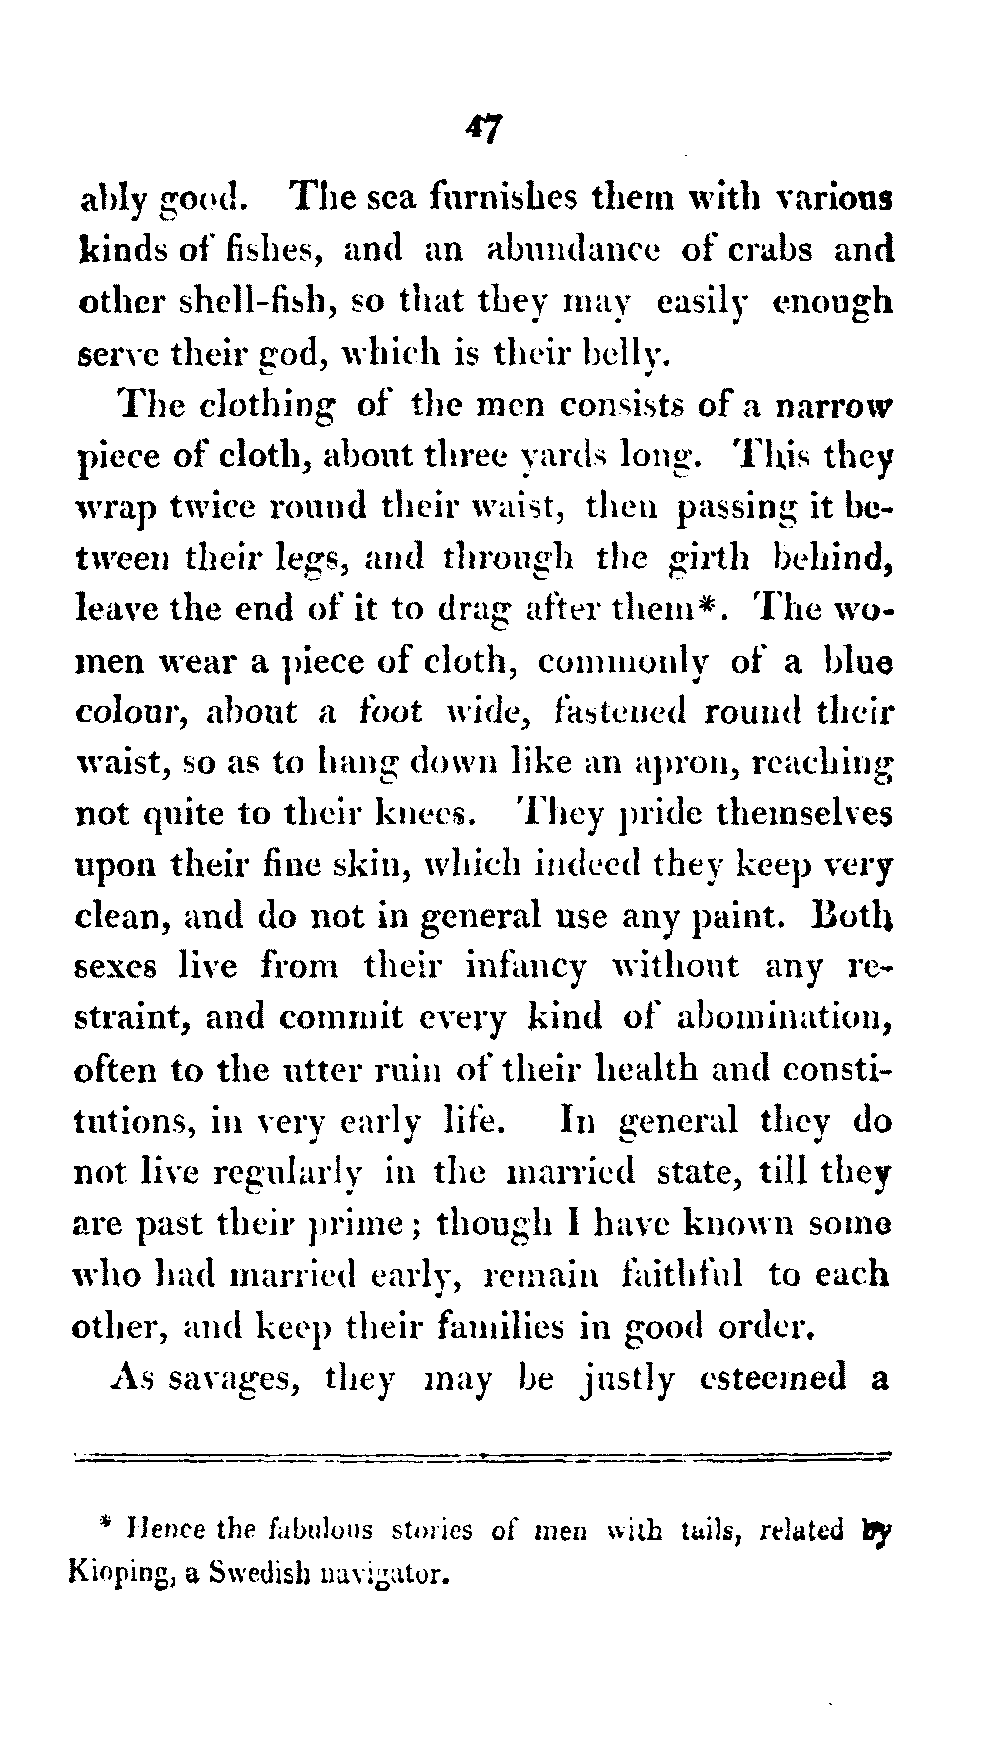 47
ably good. The sea furnishes them with various
kinds of fishes, and an abundance of crabs and
other shell-fish, so that they may easily enough
serve their god, which is their belly.
The clothing of the men consists of a narrow
piece of cloth, about three yards long. This they
wrap twice round their waist, then passing it be-
tween their legs, and through the girth behind,
leave the end of it to drag after them*. The wo-
men wear a piece of cloth, commonly of a blue
colour, about a foot wide, fastened round their
waist, so as to hang down like an apron, reaching
not quite to their knees. They pride themselves
upon their fine skin, which indeed they keep very
clean, and do not in general use any paint. Both
sexes live from their infancy without any re-
straint, and commit every kind of abomination,
often to the utter ruin of their health and consti-
tutions, in very early life. In general they do
not live regularly in the married state, till they
are past their prime; though I have known some
who had married early, remain faithful to each
other, and keep their families in good order.
As savages, they may be justly esteemed a
* Hence the fabulous stories of men with tails, related by
Kioping, a Swedish navigator.